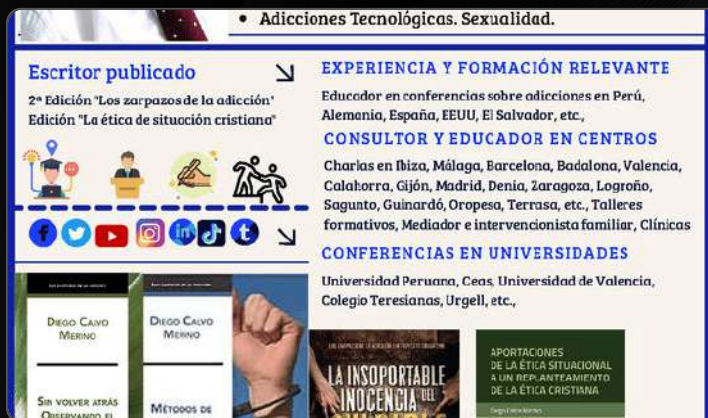 • Adicciones Tecnológicas. Sexualidad.
Escritor publicado
2ª Edición "Los zarpazos de la adicción"
Edición "La ética de situcción cristiana"
EXPERIENCIA Y FORMACIÓN RELEVANTE
Educador en conferencias sobre adicciones en Perú,
Alemania, España, EEUU, El Salvador, etc.,
CONSULTOR Y EDUCADOR EN CENTROS
Charlas en Ibiza, Málaga, Barcelona, Badalona, Valencia,
Calahorra, Gijón, Madrid, Denia, Zaragoza, Logroño,
Sagunto, Guinardó, Oropesa, Terrasa, etc., Talleres
formativos, Mediador e intervencionista familiar, Clínicas
CONFERENCIAS EN UNIVERSIDADES
Universidad Peruana, Ceas, Universidad de Valencia,
Colegio Teresianas, Urgell, etc.,
DIEGO CALVO
MERINO
SIN VOLVER ATRÁS
OBSERVANDO EL
DIEGO CALVO
MERINO
MÉTODOS DE
LA INSOPORTABLE
INOCENCIA DEL
APORTACIONES
DE LA ÉTICA SITUACIONAL
A UN REPLANTEAMIENTO
DE LA ÉTICA CRISTIANA